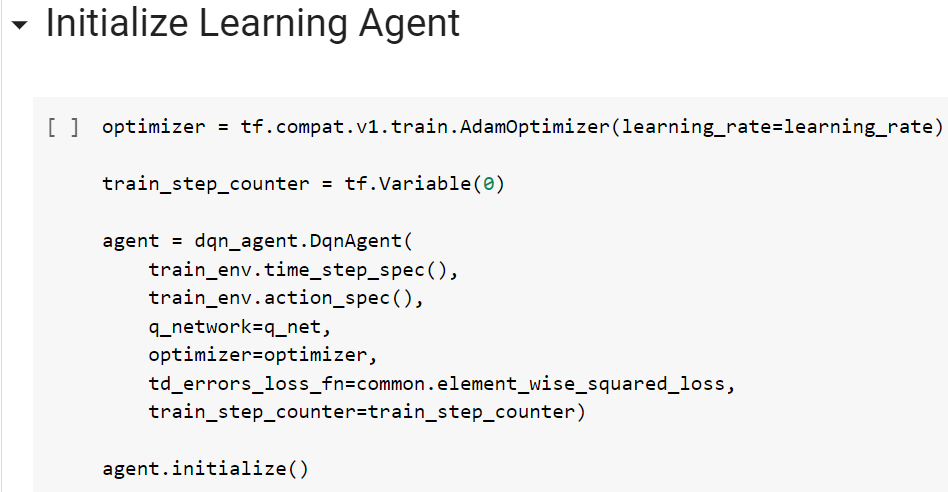 Initialize Learning Agent
[ ] optimizer = tf.compat.v1.train.AdamOptimizer(learning_rate=learning_rate)
train_step_counter = tf.Variable(0)
agent = dqn_agent.DqnAgent(
train_env.time_step_spec(),
train_env.action_spec(),
q_network=q_net,
optimizer=optimizer,
td_errors_loss_fn=common.element_wise_squared_loss,
train_step_counter=train_step_counter)
agent.initialize()